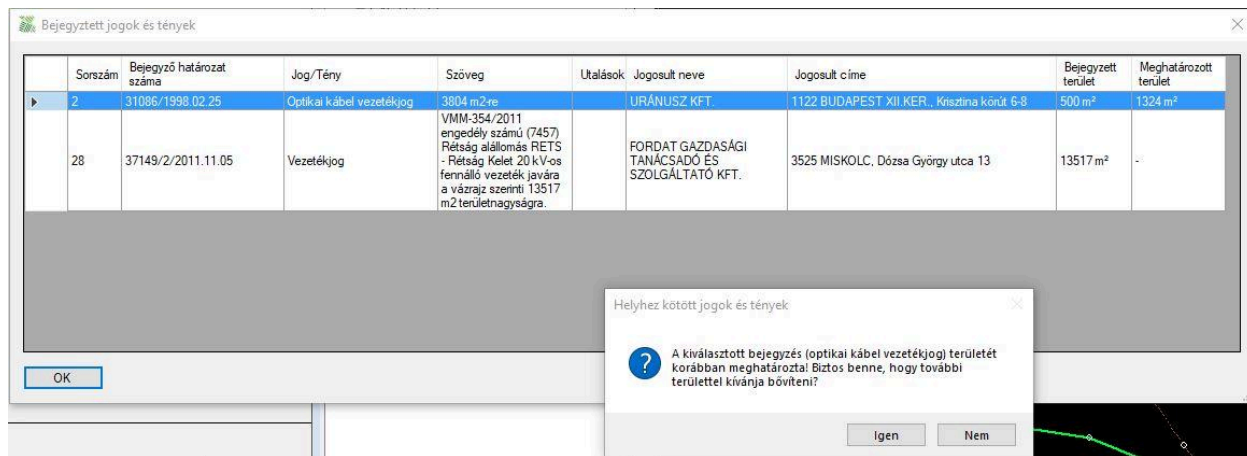 Bejegyztett jogok és tények
Sorszám Bejegyző határozat száma Jog/Tény Szöveg Utalások Jogosult neve Jogosult címe Bejegyzett terület Meghatározott terület
2 31086/1998.02.25 Optikai kábel vezetékjog 3804 m2-re URÁNUSZ KFT. 1122 BUDAPEST XII.KER., Krisztina körút 6-8 500 m² 1324 m²
28 37149/2/2011.11.05 Vezetékjog
VMM-354/2011
engedély számú (7457)
Rétság alállomás RETS
- Rétság Kelet 20 kV-os
fennálló vezeték javára
a vázrajz szerinti 13517
m2 területnagyságra.
FORDAT GAZDASÁGI
TANÁCSADÓ ÉS
SZOLGÁLTATÓ KFT.
3525 MISKOLC, Dózsa György utca 13 13517 m² -
OK
Helyhez kötött jogok és tények
A kiválasztott bejegyzés (optikai kábel vezetékjog) területét
korábban meghatározta! Biztos benne, hogy további
területtel kívánja bővíteni?
Igen Nem